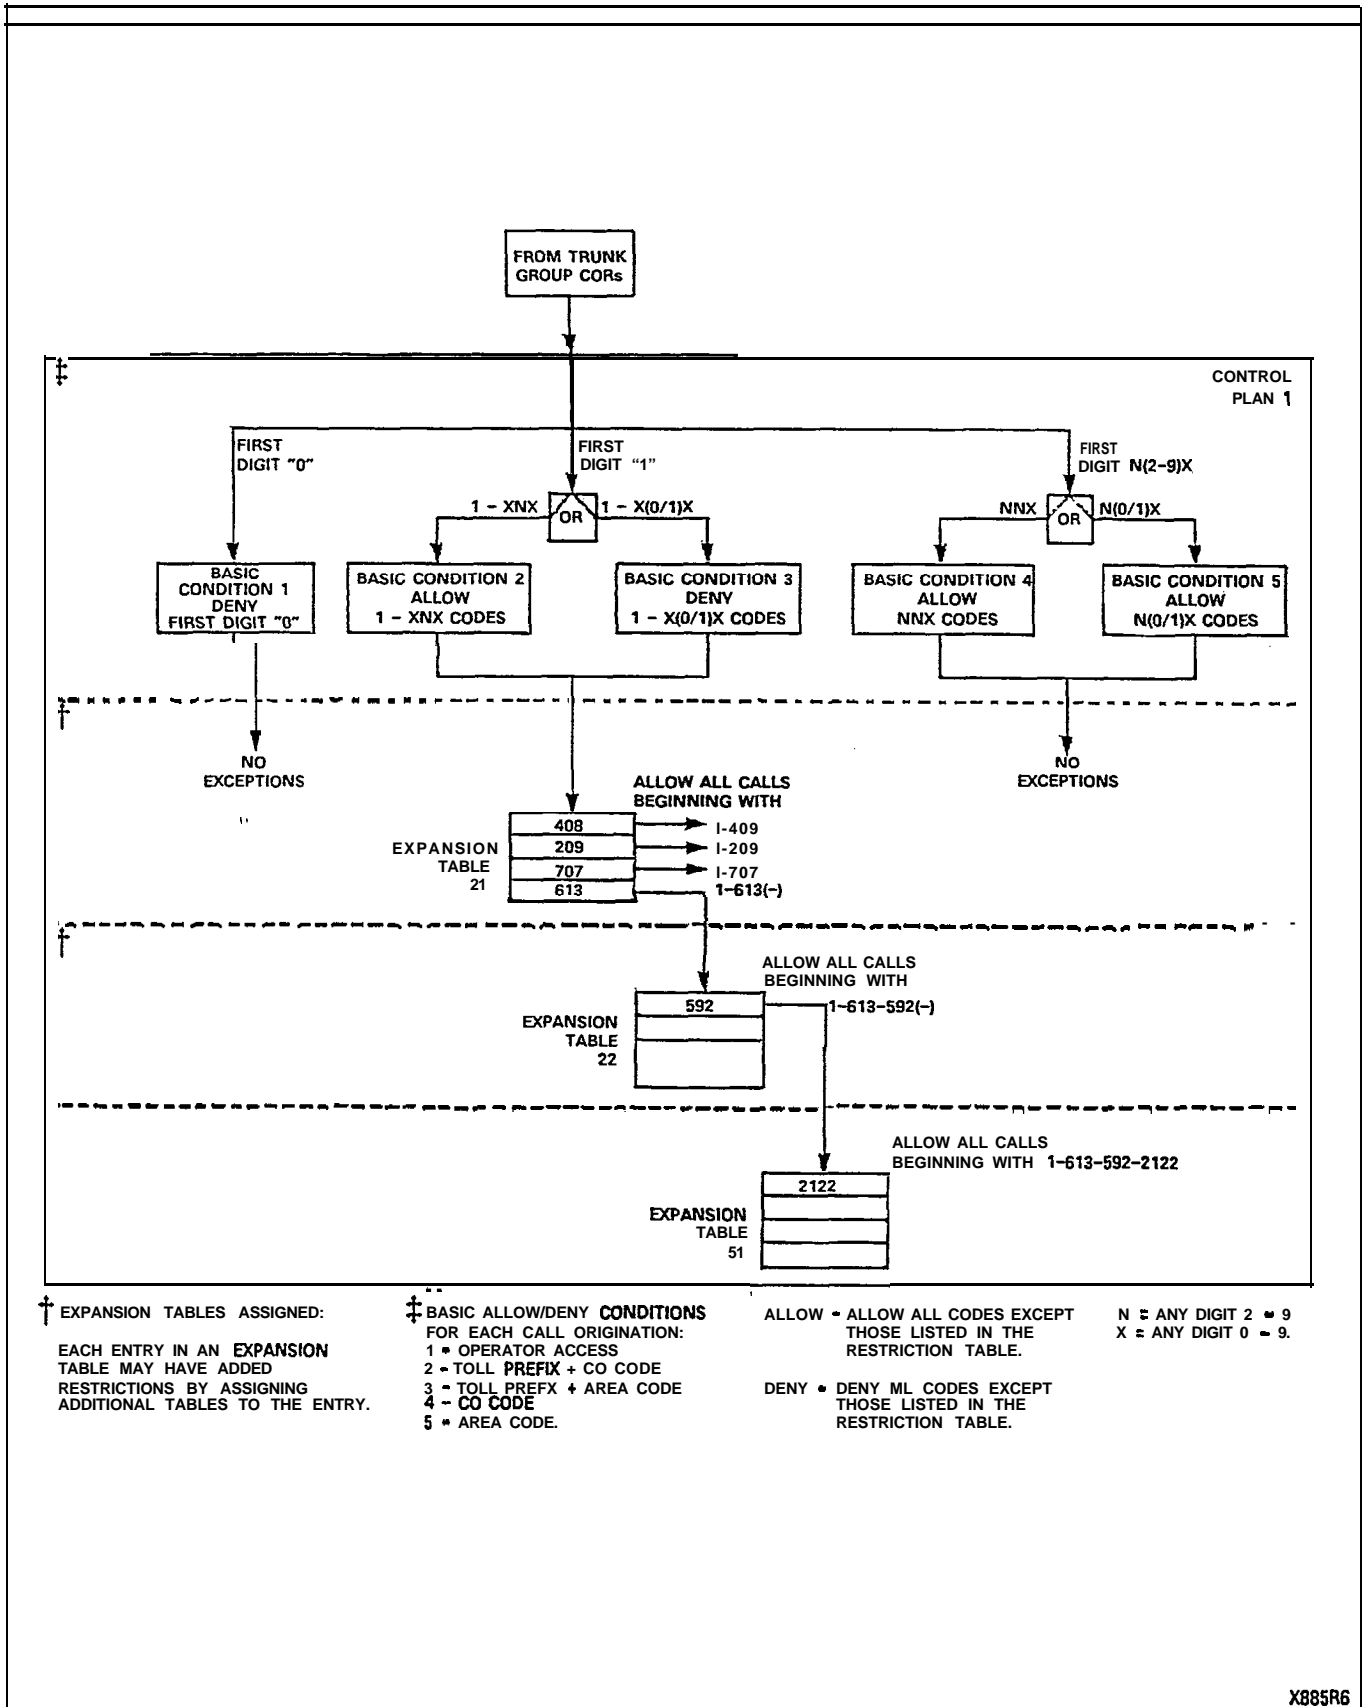 FROM TRUNK
GROUP CORs
‡
CONTROL
PLAN 1
FIRST
DIGIT "0"
FIRST
DIGIT "1"
FIRST
DIGIT N(2-9)X
1 - XNX
OR
1 - X(0/1)X
NNX
OR
N(0/1)X
BASIC
CONDITION 1
DENY
FIRST DIGIT "0"
BASIC CONDITION 2
ALLOW
1 - XNX CODES
BASIC CONDITION 3
DENY
1 - X(0/1)X CODES
BASIC CONDITION 4
ALLOW
NNX CODES
BASIC CONDITION 5
ALLOW
N(0/1)X CODES
†
NO
EXCEPTIONS
NO
EXCEPTIONS
ALLOW ALL CALLS
BEGINNING WITH
EXPANSION
TABLE
21
408
I-409
209
I-209
707
I-707
613
1-613(-)
†
ALLOW ALL CALLS
BEGINNING WITH
1-613-592(-)
592
EXPANSION
TABLE
22
ALLOW ALL CALLS
BEGINNING WITH 1-613-592-2122
2122
EXPANSION
TABLE
51
† EXPANSION TABLES ASSIGNED:
EACH ENTRY IN AN EXPANSION
TABLE MAY HAVE ADDED
RESTRICTIONS BY ASSIGNING
ADDITIONAL TABLES TO THE ENTRY.
‡ BASIC ALLOW/DENY CONDITIONS
FOR EACH CALL ORIGINATION:
1 = OPERATOR ACCESS
2 - TOLL PREFIX + CO CODE
3 - TOLL PREFX + AREA CODE
4 - CO CODE
5 = AREA CODE.
ALLOW - ALLOW ALL CODES EXCEPT
THOSE LISTED IN THE
RESTRICTION TABLE.
DENY = DENY ML CODES EXCEPT
THOSE LISTED IN THE
RESTRICTION TABLE.
N = ANY DIGIT 2 - 9
X = ANY DIGIT 0 - 9.
X885R6